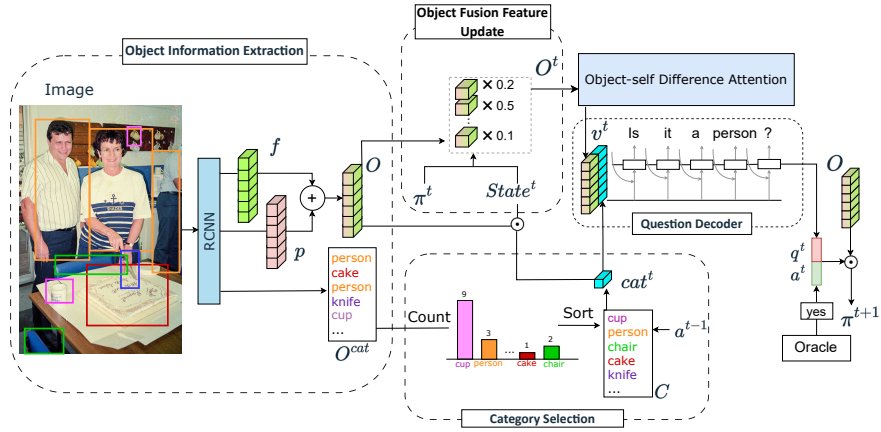 Object Fusion Feature
Update
Object Information Extraction
Image
f
p
RCNN
+
O
person
cake
person
knife
cup
...
O^{cat}
× 0.2
× 0.5
× 0.1
π^t
State^t
O^t
Object-self Difference Attention
v^t
Is it a person ?
Question Decoder
O
q^t
a^t
yes
π^{t+1}
Oracle
cat^t
Count
9
3
...
1
2
cup
person
cake
chair
Sort
cup
person
chair
cake
knife
...
C
a^{t-1}
Category Selection